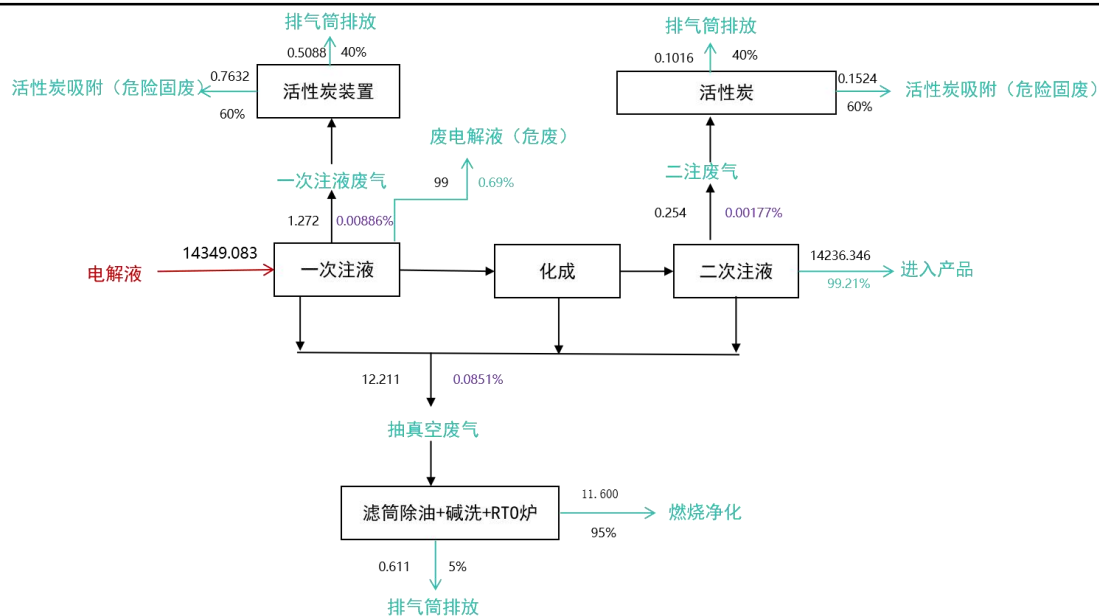 排气筒排放
0.5088 40%
0.7632
活性炭吸附（危险固废）
60%
活性炭装置
排气筒排放
0.1016 40%
活性炭
0.1524
60%
活性炭吸附（危险固废）
废电解液（危废）
99 0.69%
一次注液废气
1.272 0.00886%
二注废气
0.254 0.00177%
电解液
14349.083
一次注液
化成
二次注液
14236.346
99.21%
进入产品
12.211 0.0851%
抽真空废气
滤筒除油+碱洗+RTO炉
11.600
95%
燃烧净化
0.611 5%
排气筒排放